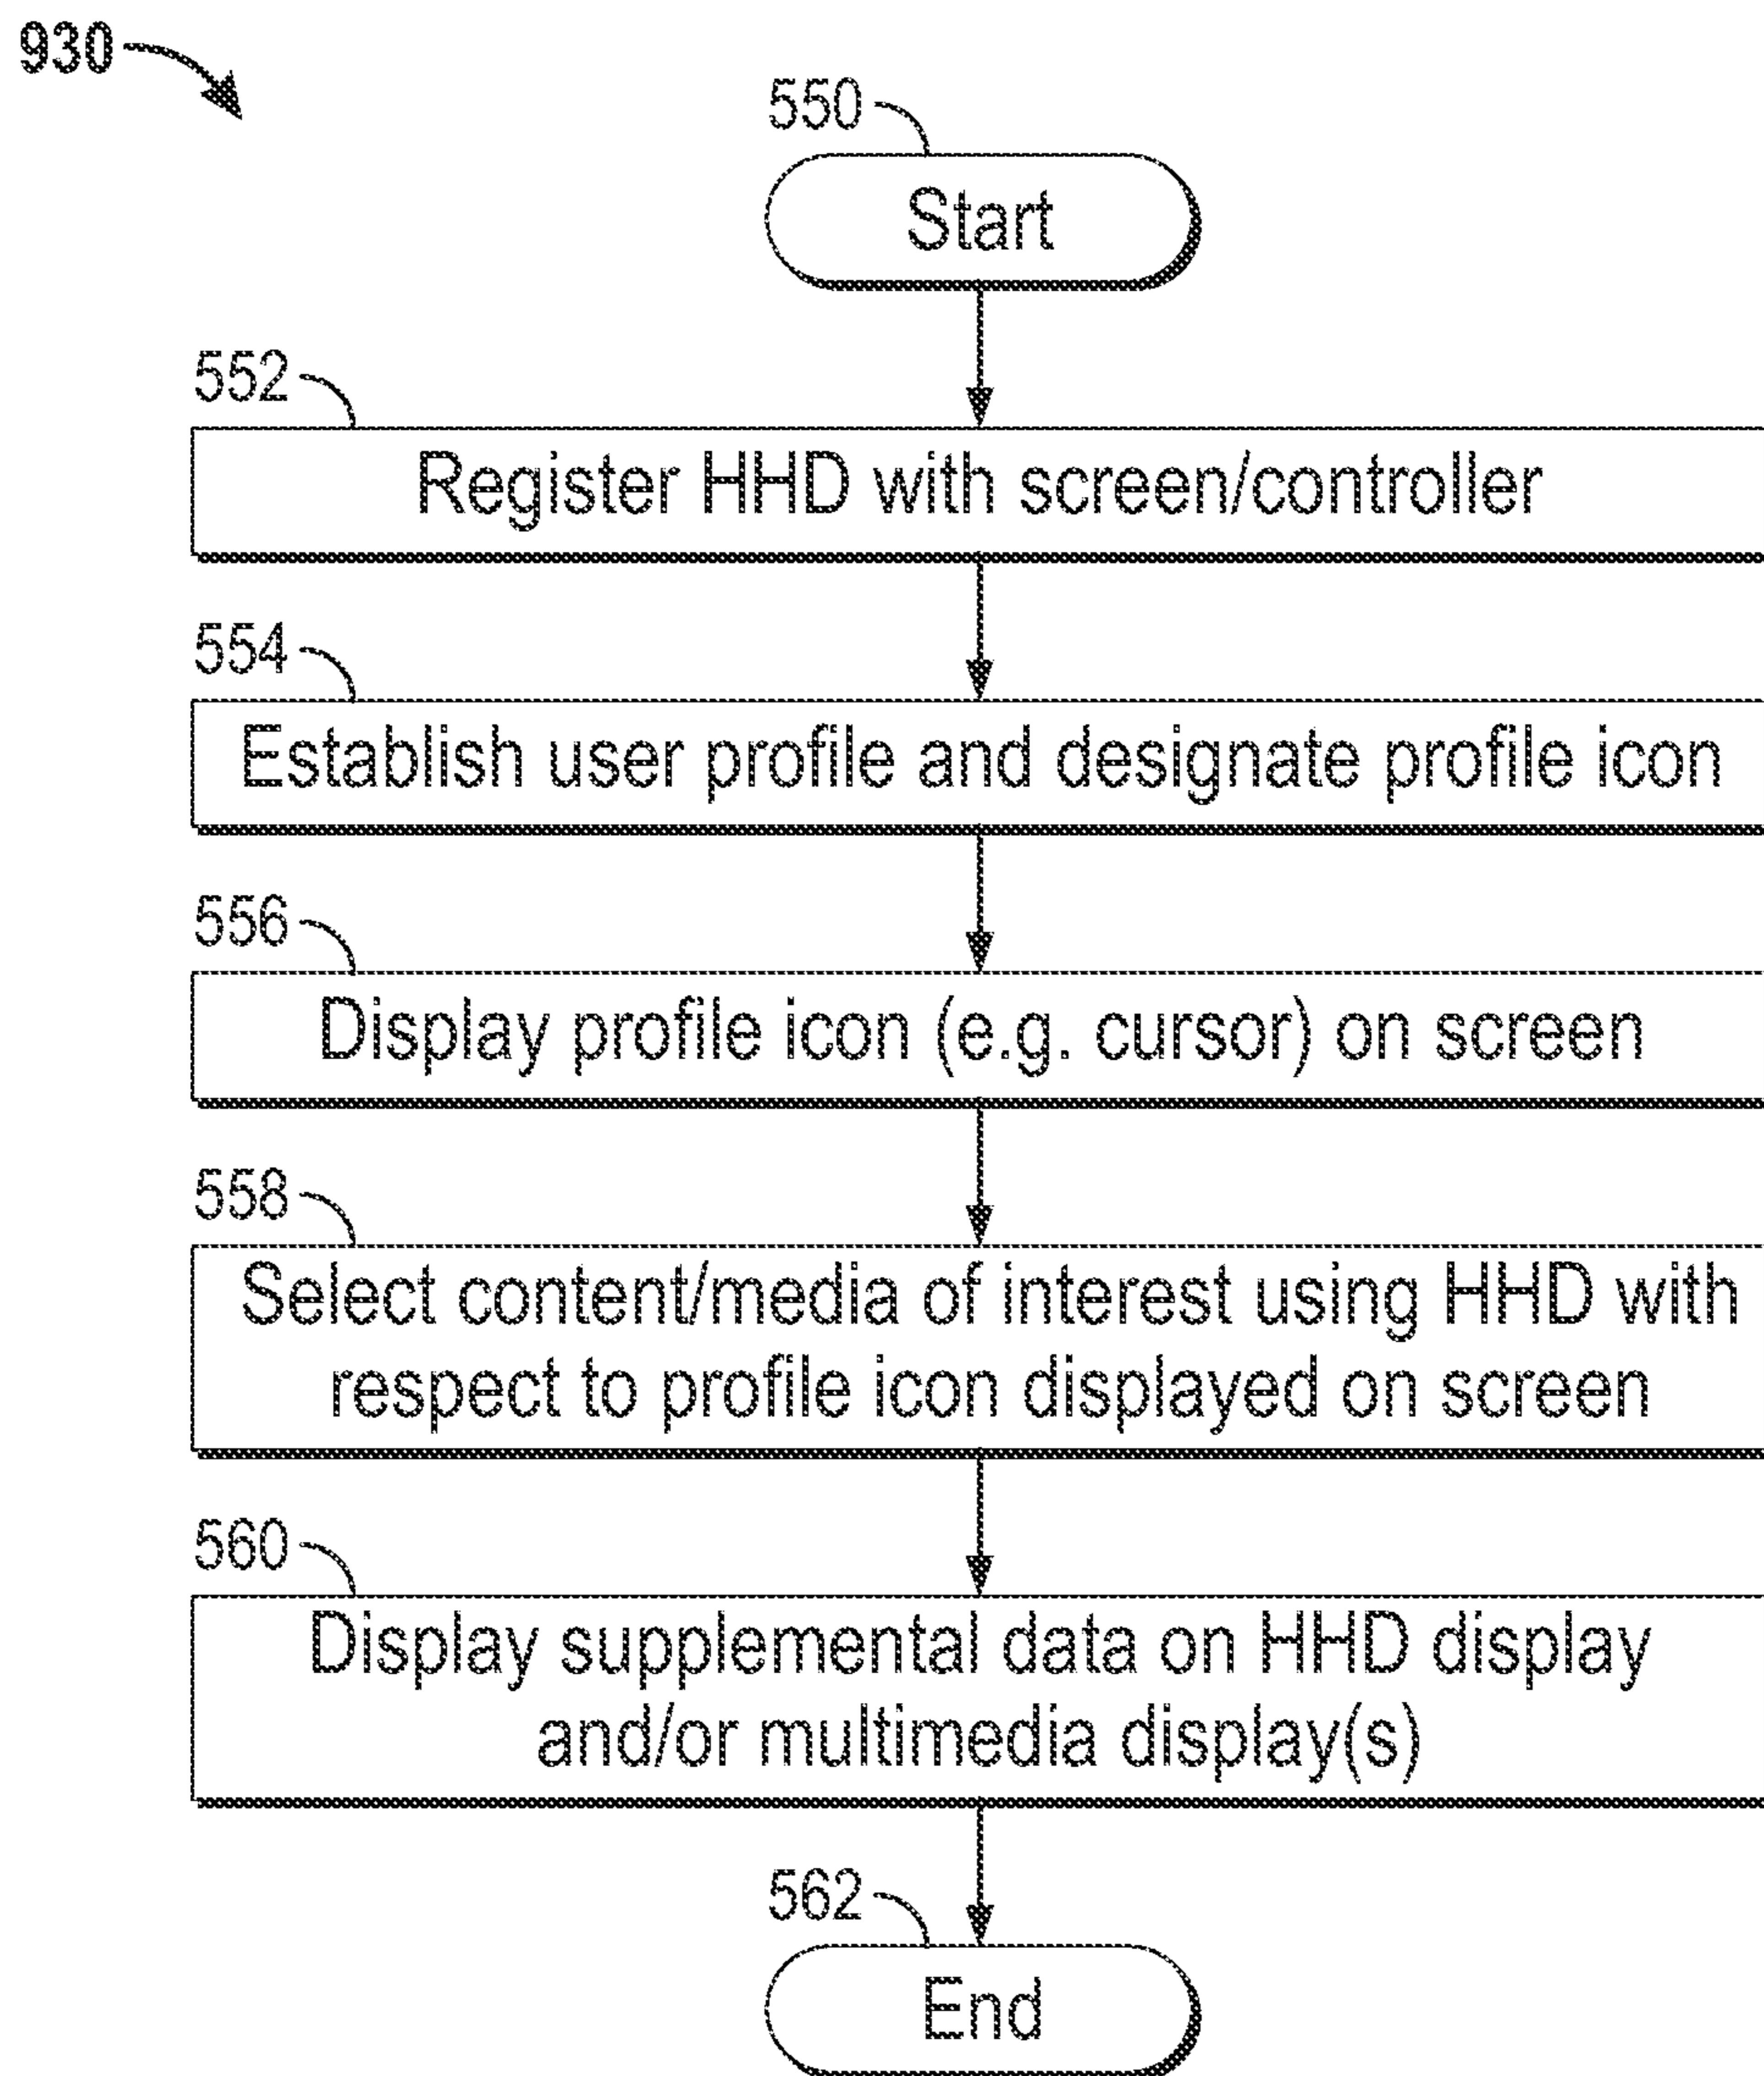 930
550
Start
552
Register HHD with screen/controller
554
Establish user profile and designate profile icon
556
Display profile icon (e.g. cursor) on screen
558
Select content/media of interest using HHD with
respect to profile icon displayed on screen
560
Display supplemental data on HHD display
and/or multimedia display(s)
562
End